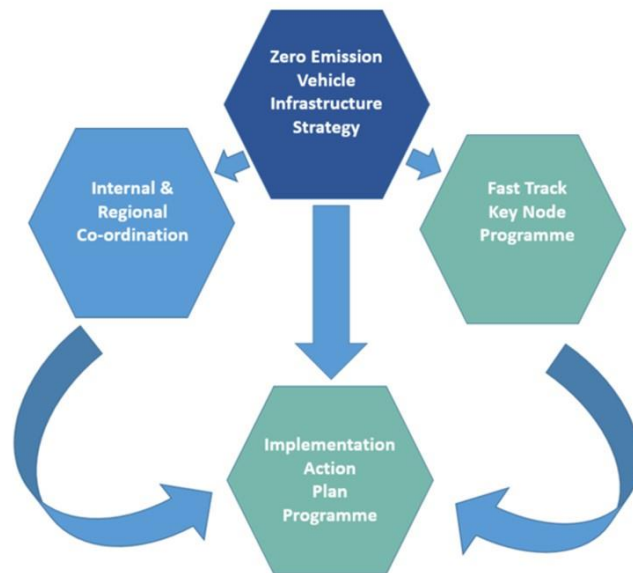 Zero Emission
Vehicle
Infrastructure
Strategy
Internal &
Regional
Co-ordination
Fast Track
Key Node
Programme
Implementation
Action
Plan
Programme